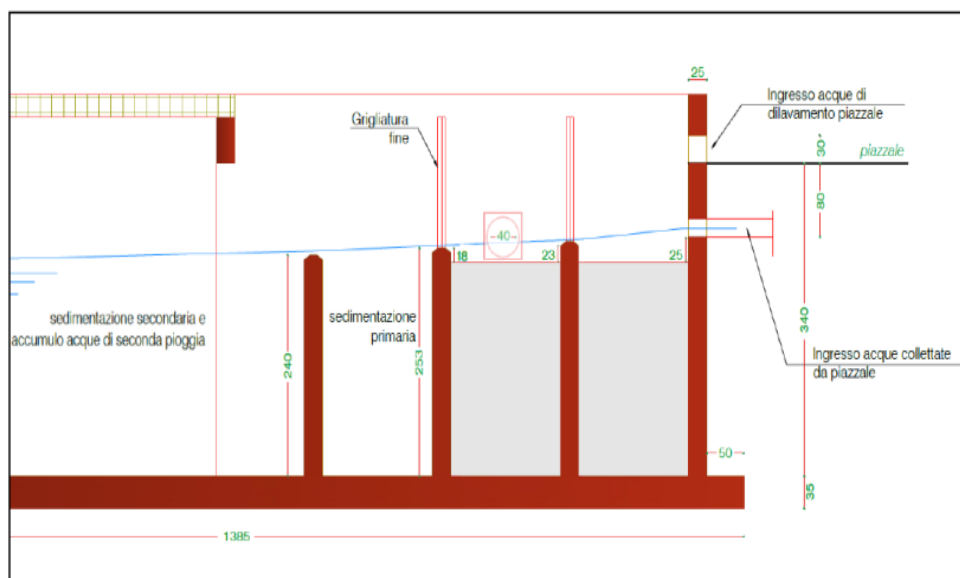 25
Ingresso acque di
dilavamento piazzale
Grigliatura
fine
30
piazzale
80
40
18
23
25
sedimentazione secondaria e
accumulo acque di seconda pioggia
sedimentazione
primaria
240
253
340
Ingresso acque collettate
da piazzale
50
35
1385